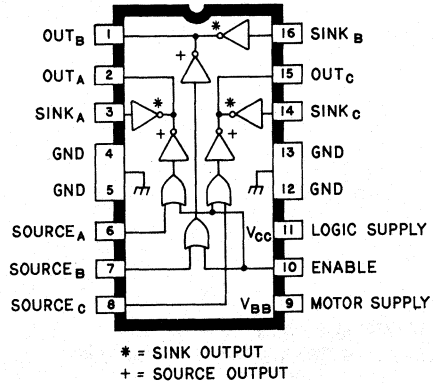 OUTB 1 * 16 SINKB
+
OUTA 2 15 OUTC
SINKA 3 * * 14 SINKC
+ +
GND 4 13 GND
GND 5 12 GND
SOURCEA 6 VCC 11 LOGIC SUPPLY
SOURCEB 7 10 ENABLE
SOURCEC 8 VBB 9 MOTOR SUPPLY
* = SINK OUTPUT
+ = SOURCE OUTPUT